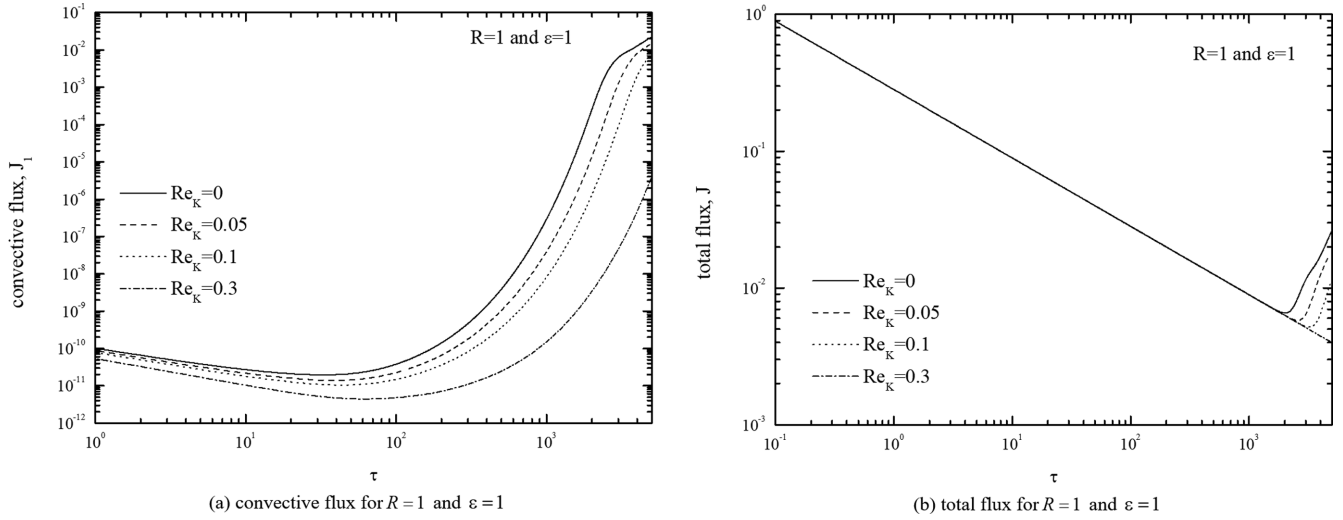 10^0
10^-1
10^-2
10^-3
10^-4
10^-5
10^-6
10^-7
10^-8
10^-9
10^-10
10^-11
10^-12
convective flux, J_1
R=1 and ε=1
Re_K=0
Re_K=0.05
Re_K=0.1
Re_K=0.3
10^0 10^1 10^2 10^3
τ
(a) convective flux for R = 1 and ε = 1
10^0
10^-1
10^-2
10^-3
total flux, J
R=1 and ε=1
Re_K=0
Re_K=0.05
Re_K=0.1
Re_K=0.3
10^-1 10^0 10^1 10^2 10^3
τ
(b) total flux for R = 1 and ε = 1